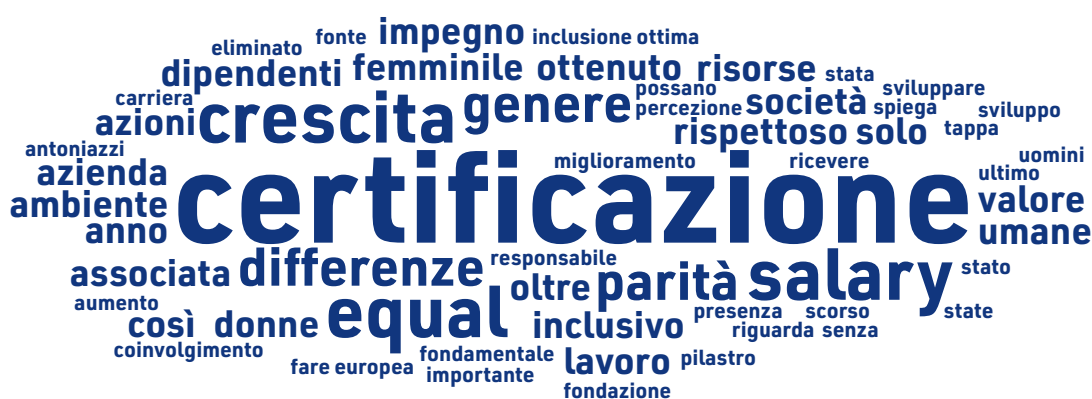 fonte impegno inclusione ottima
eliminato
dipendenti femminile ottenuto risorse stata
carriera possano sviluppare
azioni crescita genere percezione società spiega sviluppo
rispettoso solo tappa
antoniazzi miglioramento ricevere uomini
azienda ultimo
ambiente certificazione valore
anno umane
associata differenze responsabile stato
oltre parità salary
aumento presenza scorso state
così donne equal inclusivo riguarda senza
coinvolgimento fondamentale lavoro pilastro
fare europea importante
fondazione